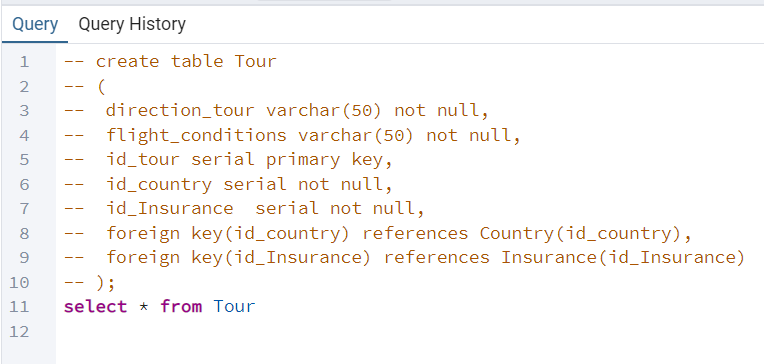 Query Query History
1 -- create table Tour
2 -- (
3 --  direction_tour varchar(50) not null,
4 --  flight_conditions varchar(50) not null,
5 --  id_tour serial primary key,
6 --  id_country serial not null,
7 --  id_Insurance  serial not null,
8 --  foreign key(id_country) references Country(id_country),
9 --  foreign key(id_Insurance) references Insurance(id_Insurance)
10 -- );
11 select * from Tour
12